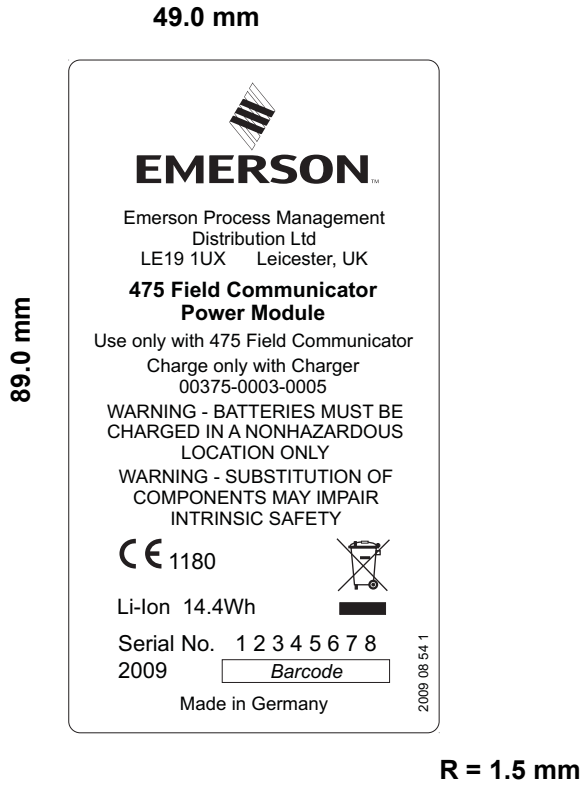 49.0 mm
EMERSON™
Emerson Process Management
Distribution Ltd
LE19 1UX Leicester, UK
475 Field Communicator
Power Module
Use only with 475 Field Communicator
Charge only with Charger
00375-0003-0005
WARNING - BATTERIES MUST BE
CHARGED IN A NONHAZARDOUS
LOCATION ONLY
WARNING - SUBSTITUTION OF
COMPONENTS MAY IMPAIR
INTRINSIC SAFETY
CE 1180
Li-Ion 14.4Wh
Serial No. 1 2 3 4 5 6 7 8
2009 Barcode
Made in Germany
2009 08 54 1
89.0 mm
R = 1.5 mm